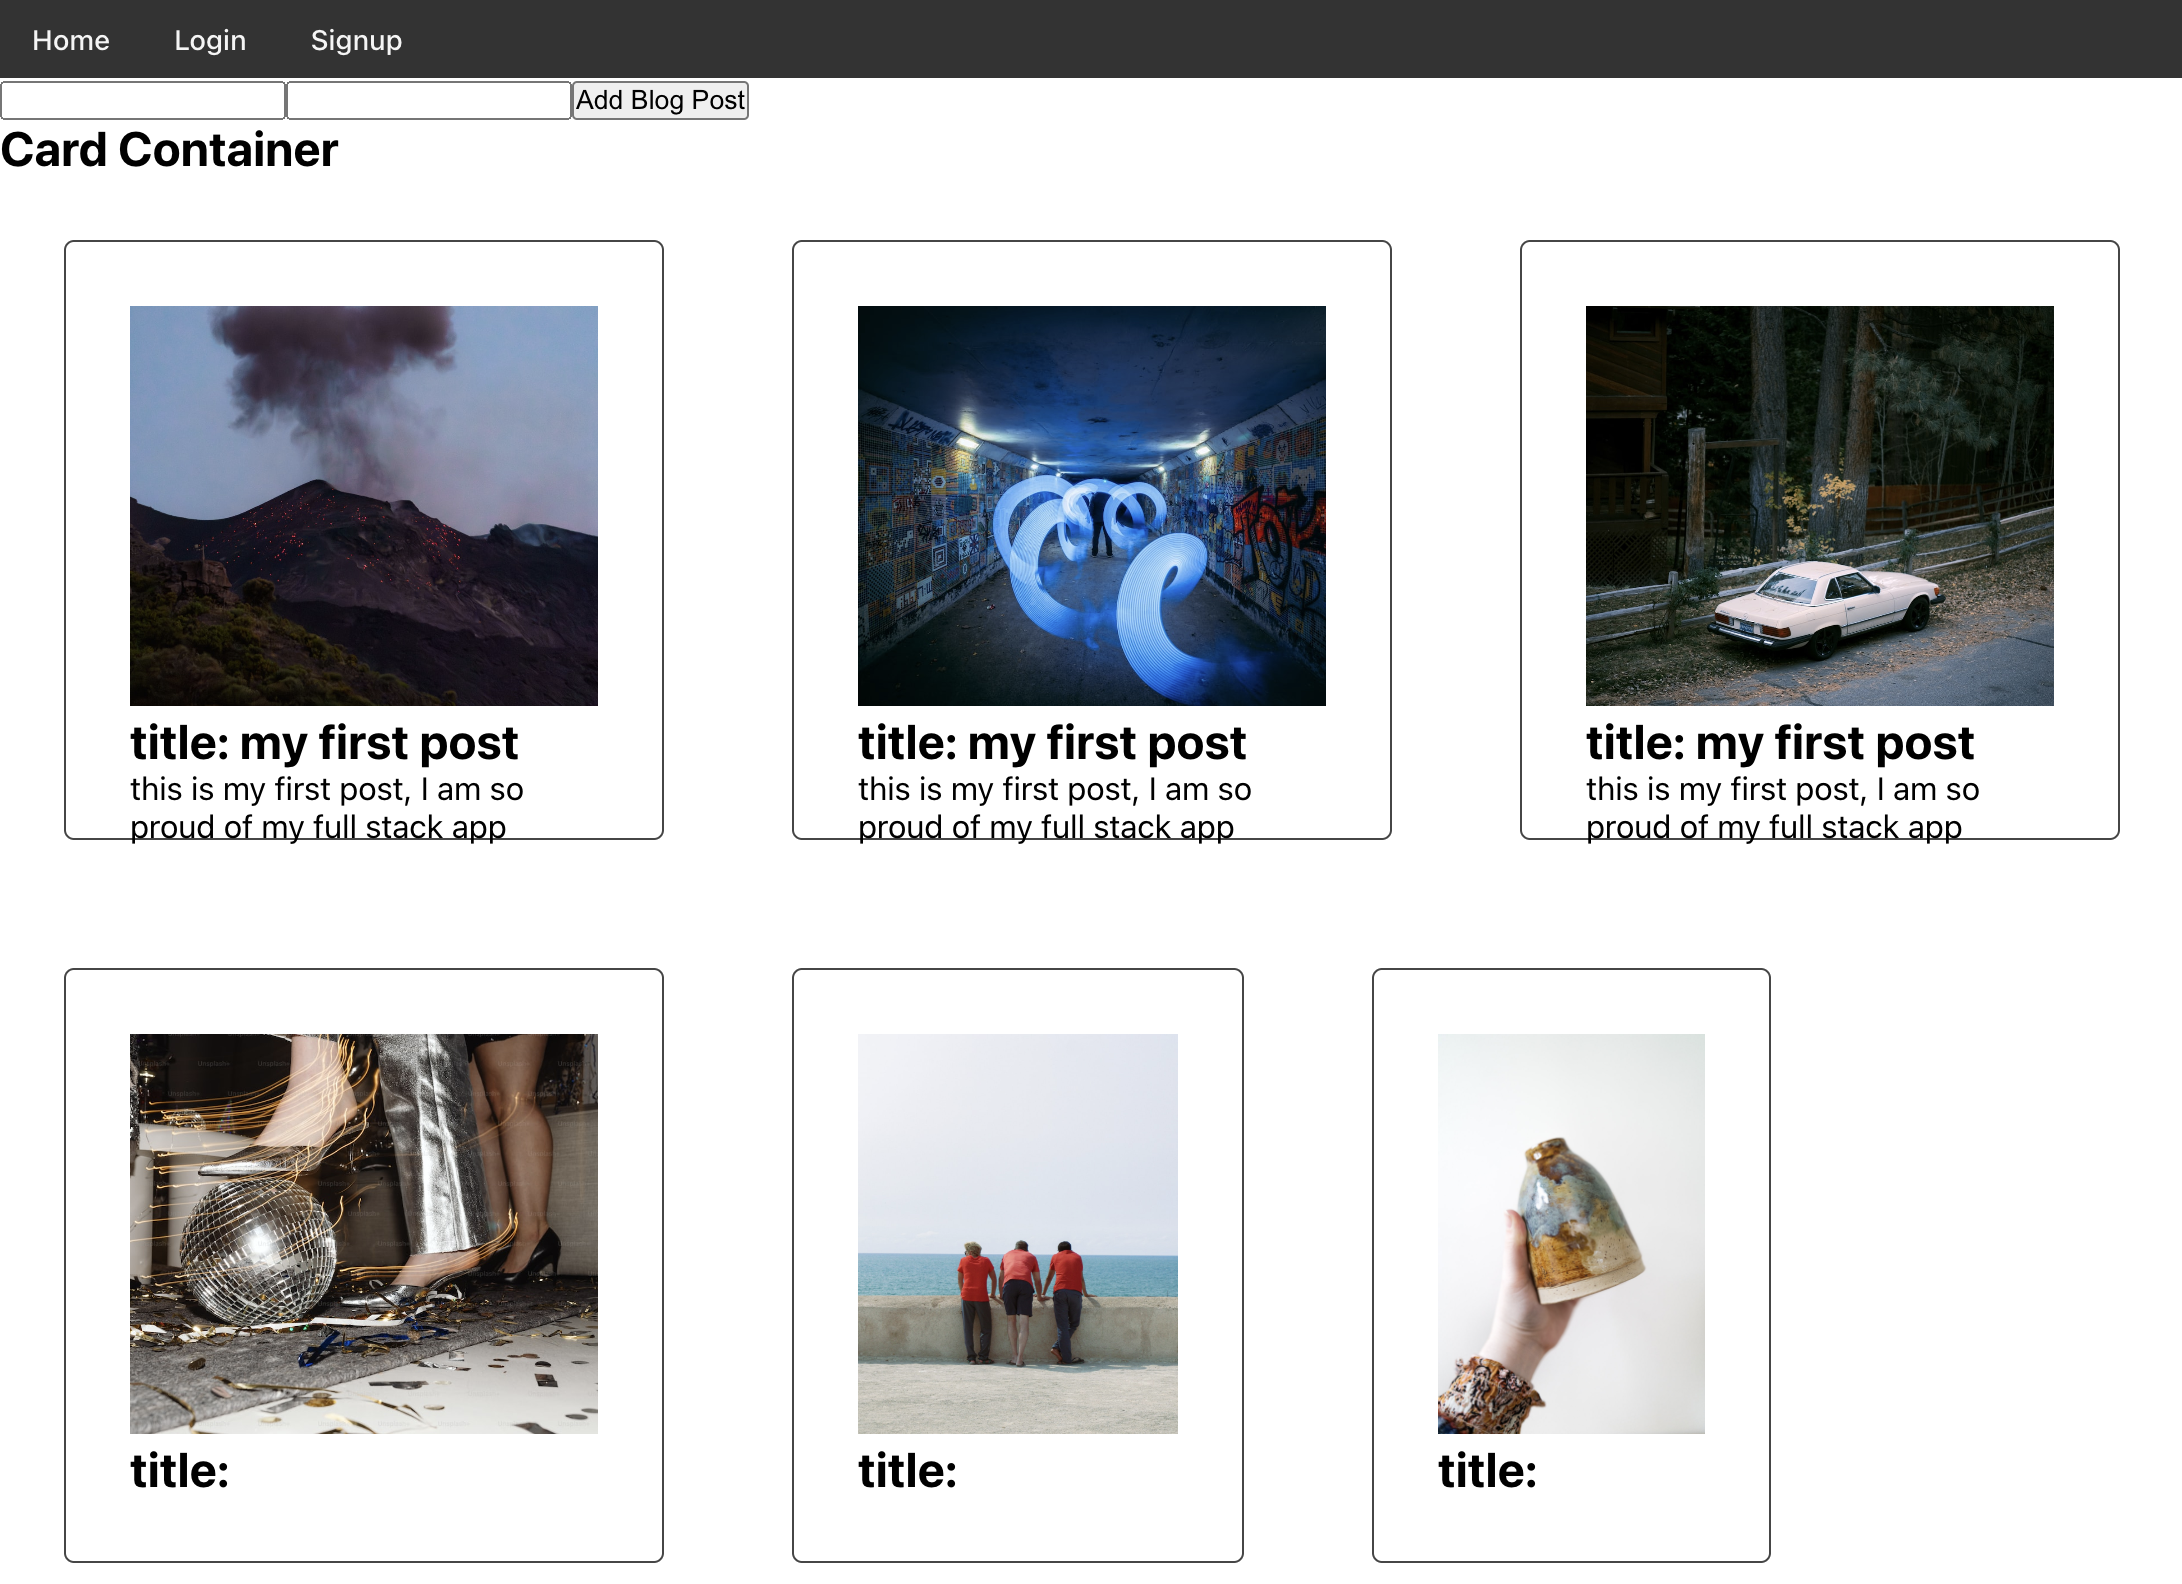 Home Login Signup
Add Blog Post
Card Container
title: my first post
this is my first post, I am so
proud of my full stack app
title: my first post
this is my first post, I am so
proud of my full stack app
title: my first post
this is my first post, I am so
proud of my full stack app
title:
title:
title: